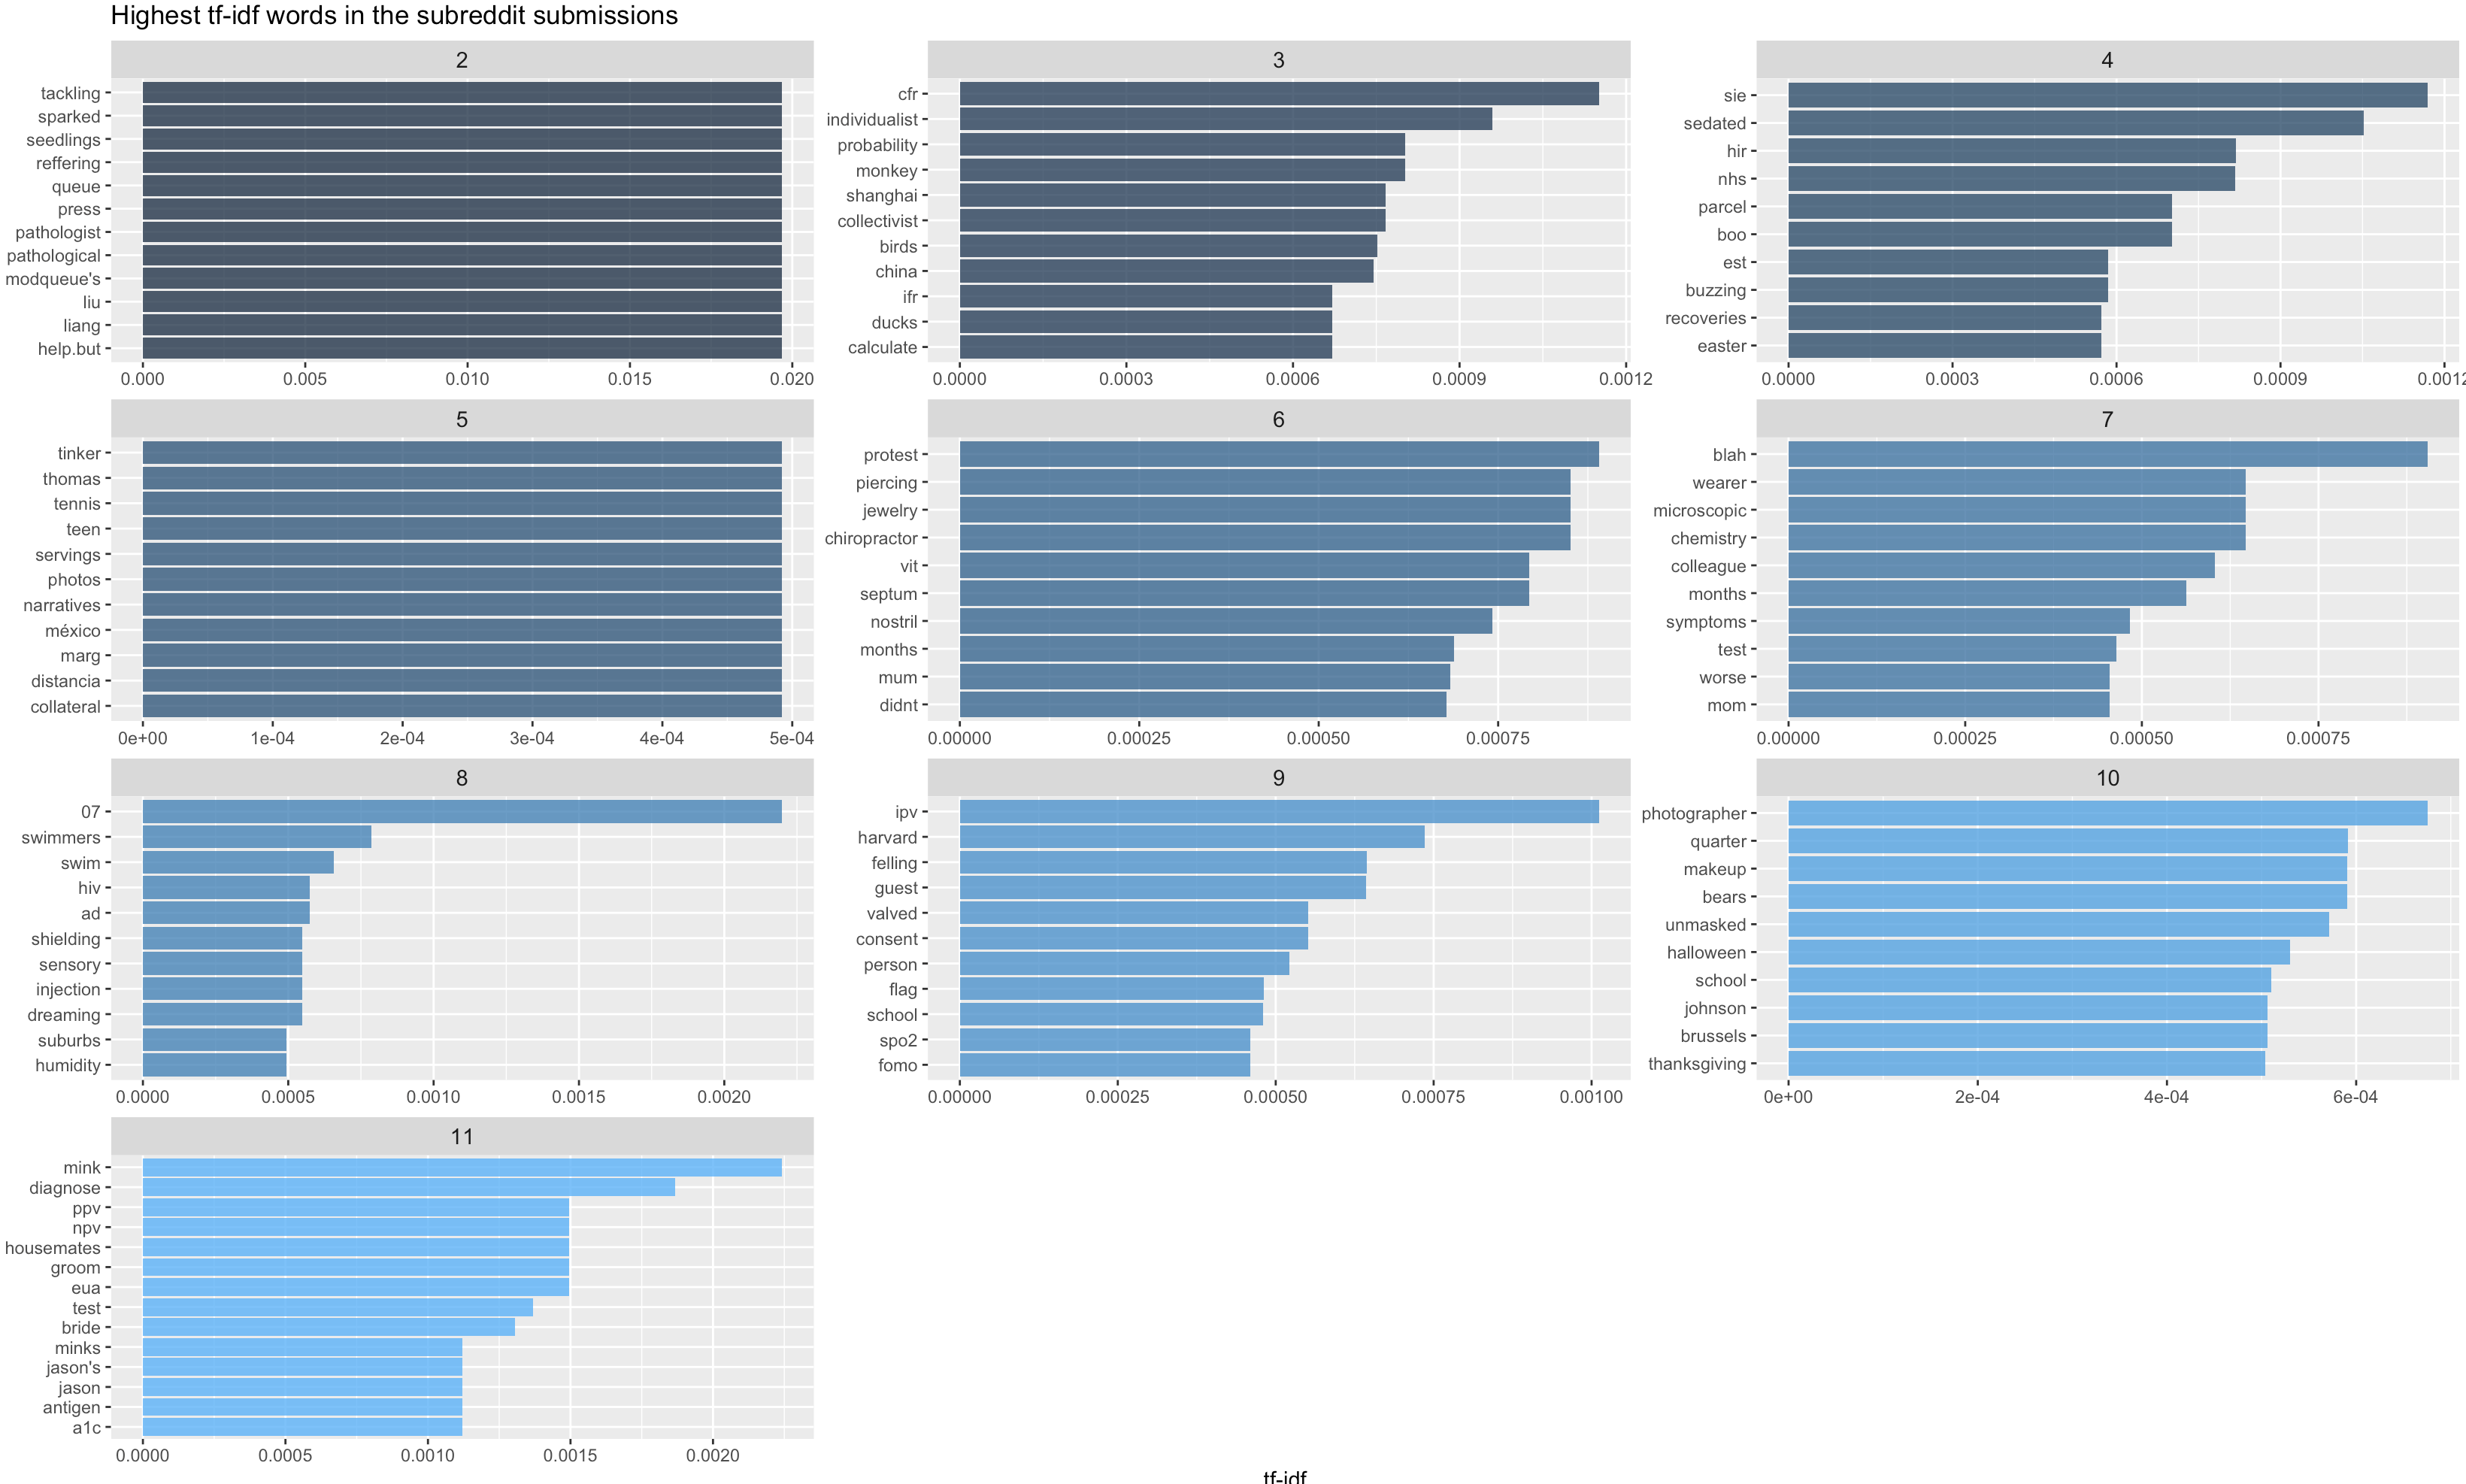 Highest tf-idf words in the subreddit submissions
2
tackling
sparked
seedlings
reffering
queue
press
pathologist
pathological
modqueue's
liu
liang
help.but
0.000 0.005 0.010 0.015 0.020
3
cfr
individualist
probability
monkey
shanghai
collectivist
birds
china
ifr
ducks
calculate
0.0000 0.0003 0.0006 0.0009 0.0012
4
sie
sedated
hir
nhs
parcel
boo
est
buzzing
recoveries
easter
0.0000 0.0003 0.0006 0.0009 0.0012
5
tinker
thomas
tennis
teen
servings
photos
narratives
méxico
marg
distancia
collateral
0e+00 1e-04 2e-04 3e-04 4e-04 5e-04
6
protest
piercing
jewelry
chiropractor
vit
septum
nostril
months
mum
didnt
0.00000 0.00025 0.00050 0.00075
7
blah
wearer
microscopic
chemistry
colleague
months
symptoms
test
worse
mom
0.00000 0.00025 0.00050 0.00075
8
07
swimmers
swim
hiv
ad
shielding
sensory
injection
dreaming
suburbs
humidity
0.0000 0.0005 0.0010 0.0015 0.0020
9
ipv
harvard
felling
guest
valved
consent
person
flag
school
spo2
fomo
0.00000 0.00025 0.00050 0.00075 0.00100
10
photographer
quarter
makeup
bears
unmasked
halloween
school
johnson
brussels
thanksgiving
0e+00 2e-04 4e-04 6e-04
11
mink
diagnose
ppv
npv
housemates
groom
eua
test
bride
minks
jason's
jason
antigen
a1c
0.0000 0.0005 0.0010 0.0015 0.0020
tf-idf